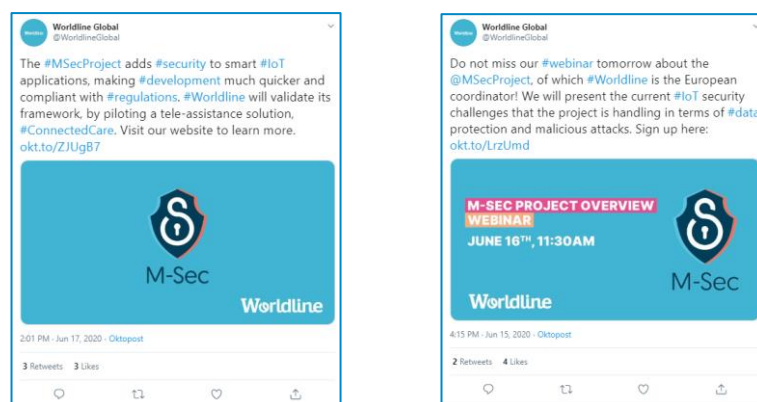 Worldline Global
@WorldlineGlobal
The #MSecProject adds #security to smart #IoT
applications, making #development much quicker and
compliant with #regulations. #Worldline will validate its
framework, by piloting a tele-assistance solution,
#ConnectedCare. Visit our website to learn more.
okt.to/ZJUgB7
M-Sec
Worldline
2:01 PM - Jun 17, 2020 - Oktopost
3 Retweets 3 Likes
Worldline Global
@WorldlineGlobal
Do not miss our #webinar tomorrow about the
@MSecProject, of which #Worldline is the European
coordinator! We will present the current #IoT security
challenges that the project is handling in terms of #data
protection and malicious attacks. Sign up here:
okt.to/LrzUmd
M-SEC PROJECT OVERVIEW
WEBINAR
JUNE 16TH, 11:30AM
M-Sec
Worldline
4:15 PM - Jun 15, 2020 - Oktopost
2 Retweets 4 Likes